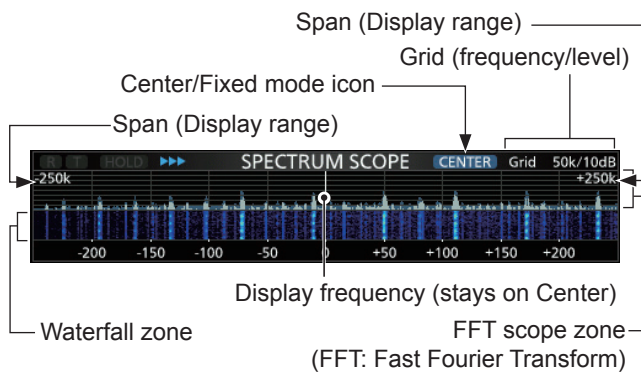 Span (Display range)
Grid (frequency/level)
Center/Fixed mode icon
Span (Display range)
R T HOLD SPECTRUM SCOPE CENTER Grid 50k/10dB
-250k +250k
-200 -150 -100 -50 0 +50 +100 +150 +200
Display frequency (stays on Center)
Waterfall zone
FFT scope zone
(FFT: Fast Fourier Transform)